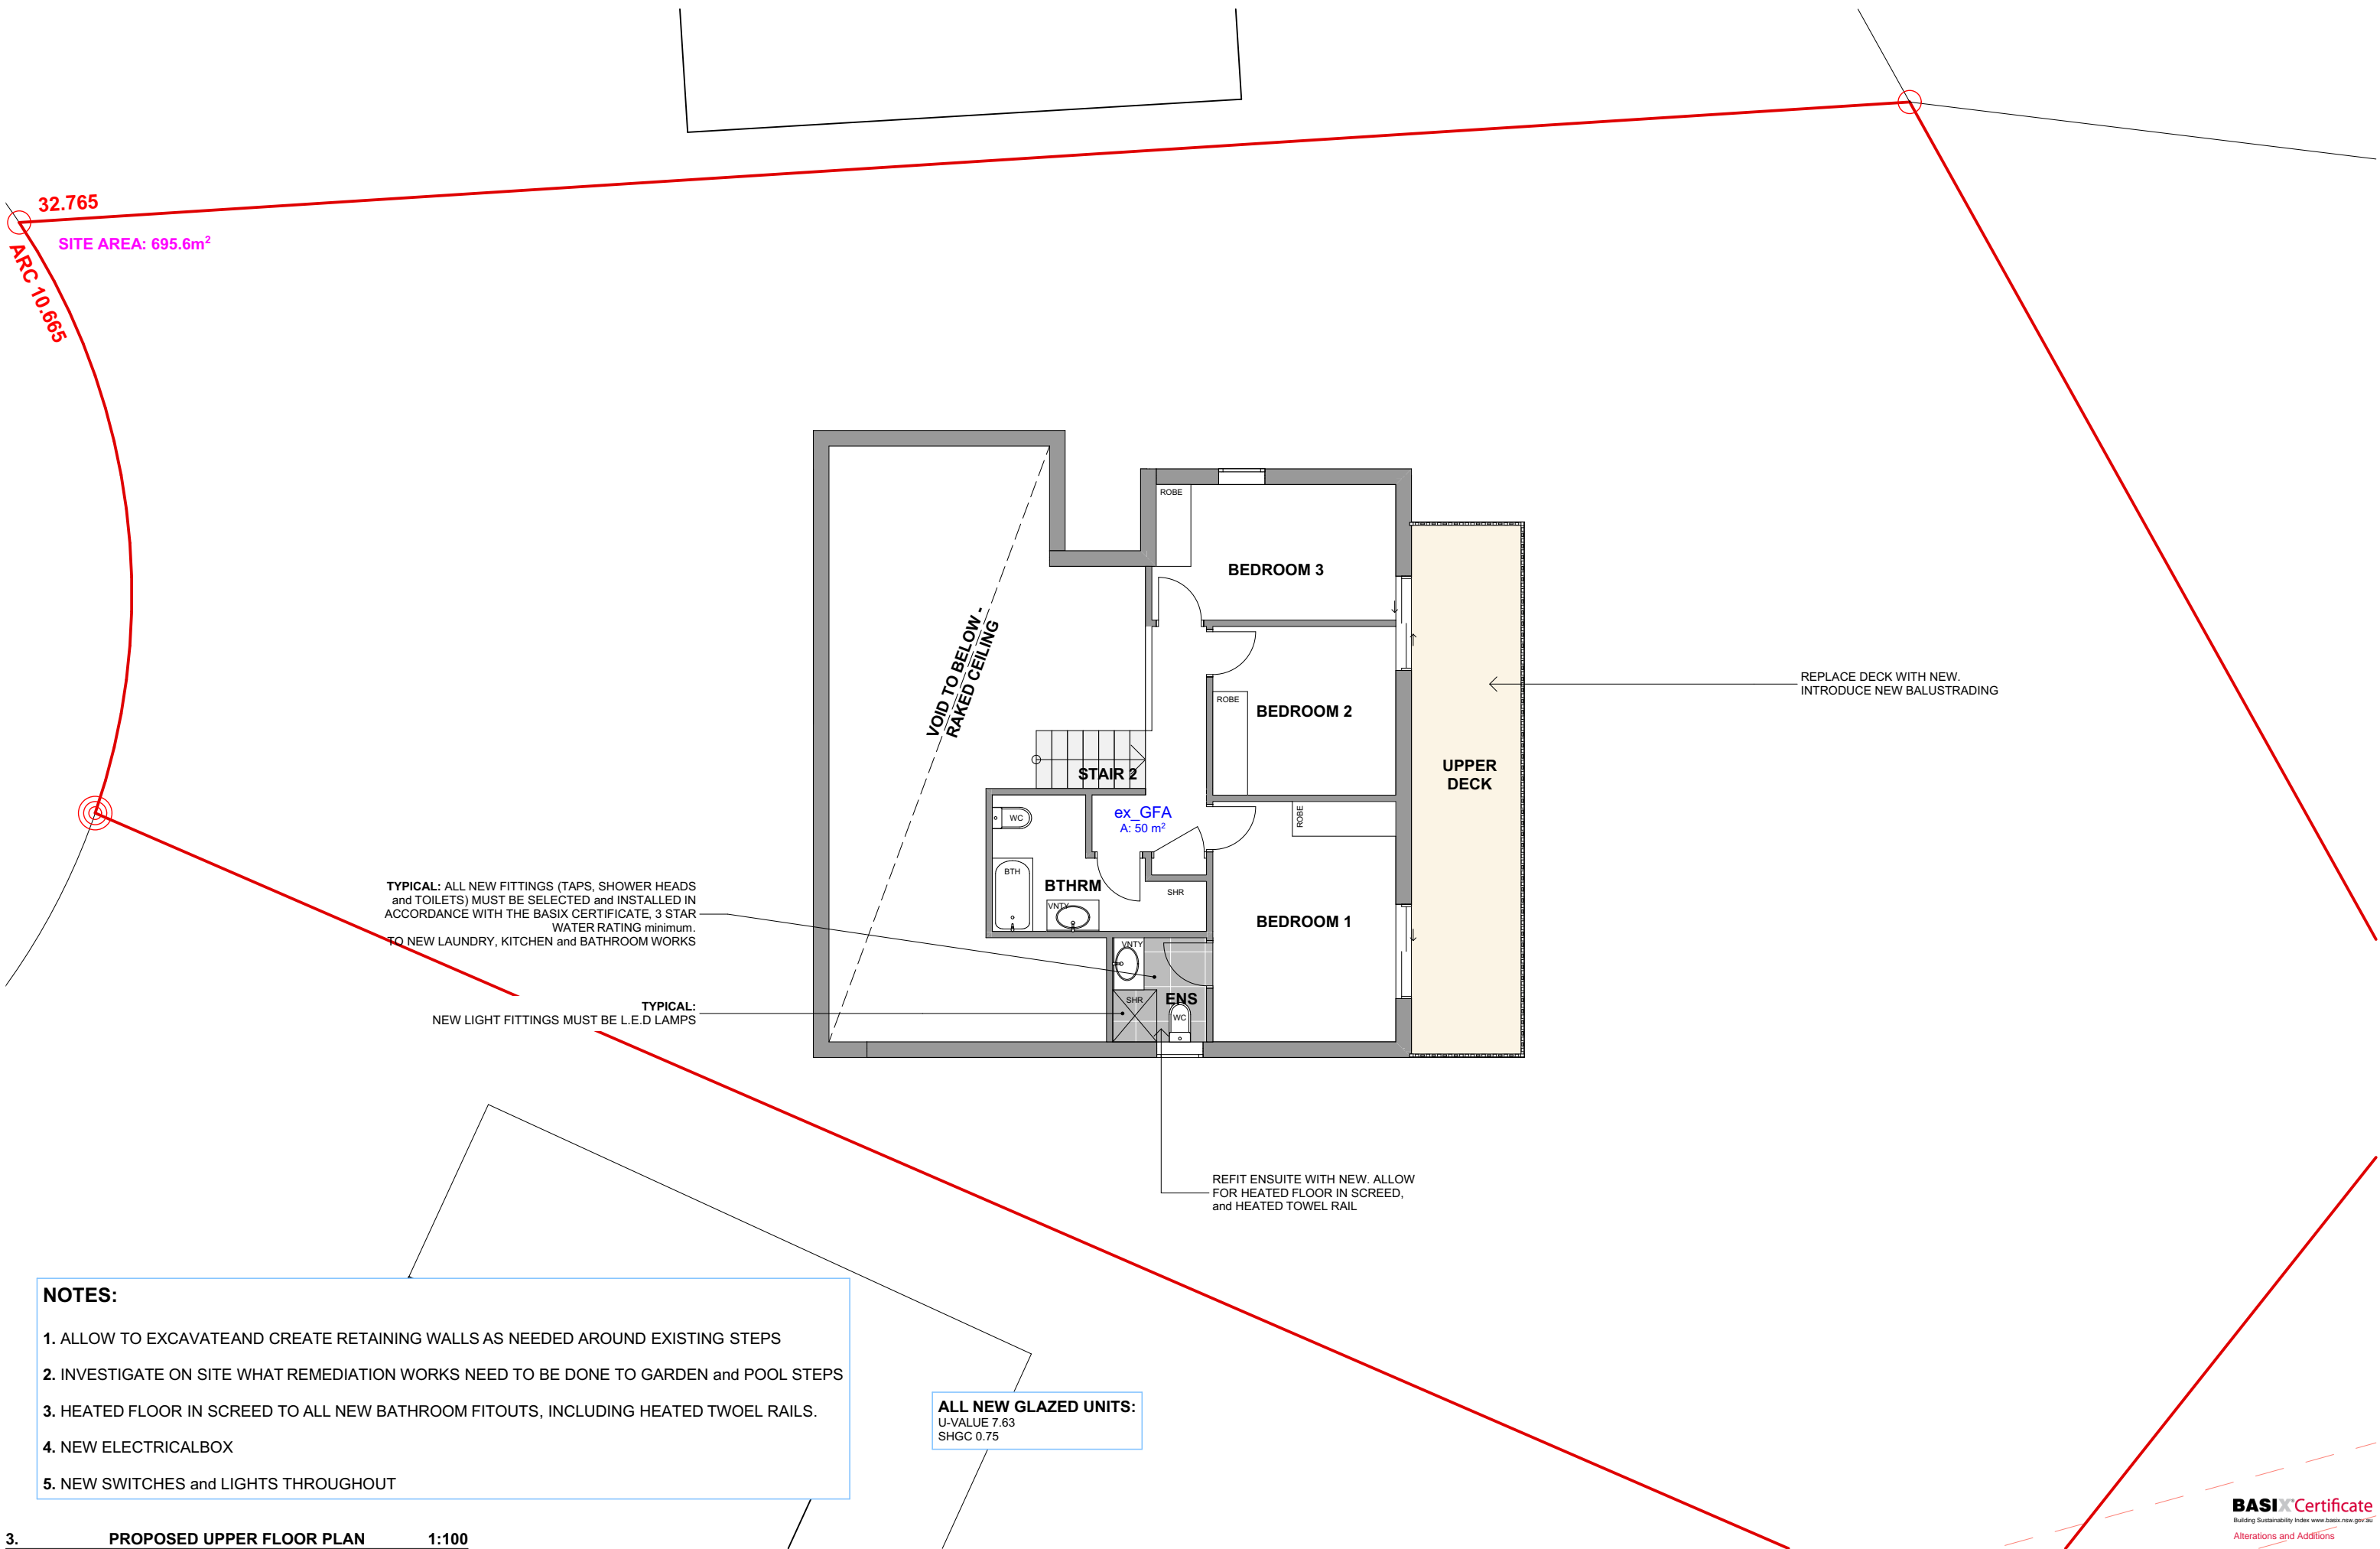 32.765
SITE AREA: 695.6m²
ARC 10.665
ROBE
BEDROOM 3
VOID TO BELOW -
RAKED CEILING
ROBE
BEDROOM 2
REPLACE DECK WITH NEW.
INTRODUCE NEW BALUSTRADING
STAIR 2
UPPER
DECK
ex_GFA
A: 50 m²
ROBE
WC
BTH
BTHRM
SHR
VNTY
BEDROOM 1
TYPICAL: ALL NEW FITTINGS (TAPS, SHOWER HEADS
and TOILETS) MUST BE SELECTED and INSTALLED IN
ACCORDANCE WITH THE BASIX CERTIFICATE, 3 STAR
WATER RATING minimum.
TO NEW LAUNDRY, KITCHEN and BATHROOM WORKS
VNTY
SHR
ENS
WC
TYPICAL:
NEW LIGHT FITTINGS MUST BE L.E.D LAMPS
REFIT ENSUITE WITH NEW. ALLOW
FOR HEATED FLOOR IN SCREED,
and HEATED TOWEL RAIL
NOTES:
1. ALLOW TO EXCAVATEAND CREATE RETAINING WALLS AS NEEDED AROUND EXISTING STEPS
2. INVESTIGATE ON SITE WHAT REMEDIATION WORKS NEED TO BE DONE TO GARDEN and POOL STEPS
3. HEATED FLOOR IN SCREED TO ALL NEW BATHROOM FITOUTS, INCLUDING HEATED TWOEL RAILS.
4. NEW ELECTRICALBOX
5. NEW SWITCHES and LIGHTS THROUGHOUT
ALL NEW GLAZED UNITS:
U-VALUE 7.63
SHGC 0.75
3. PROPOSED UPPER FLOOR PLAN 1:100
BASIX Certificate
Building Sustainability Index www.basix.nsw.gov.au
Alterations and Additions